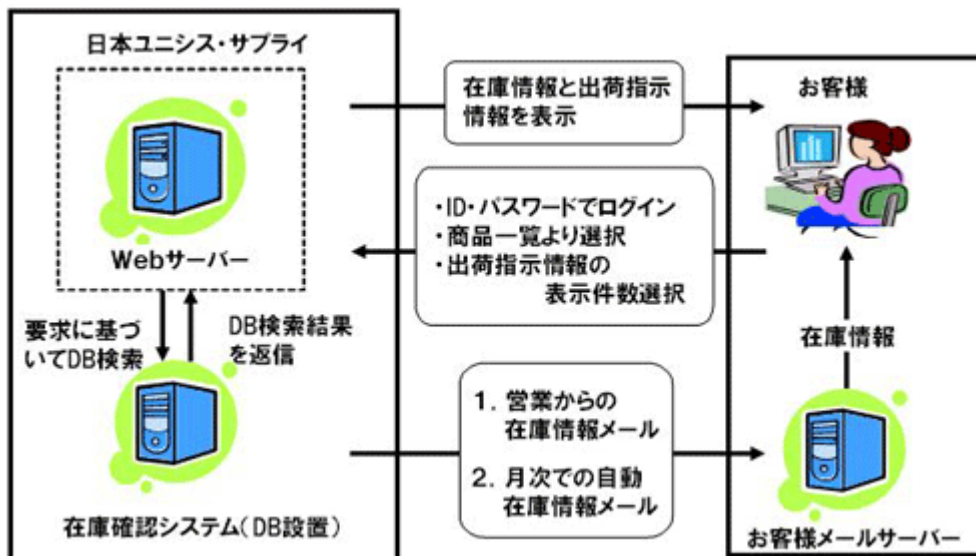 日本ユニシス・サプライ
Webサーバー
要求に基づ
いてDB検索
DB検索結果
を返信
在庫確認システム(DB設置)
在庫情報と出荷指示
情報を表示
・ID・パスワードでログイン
・商品一覧より選択
・出荷指示情報の
表示件数選択
1. 営業からの
在庫情報メール
2. 月次での自動
在庫情報メール
お客様
在庫情報
お客様メールサーバー